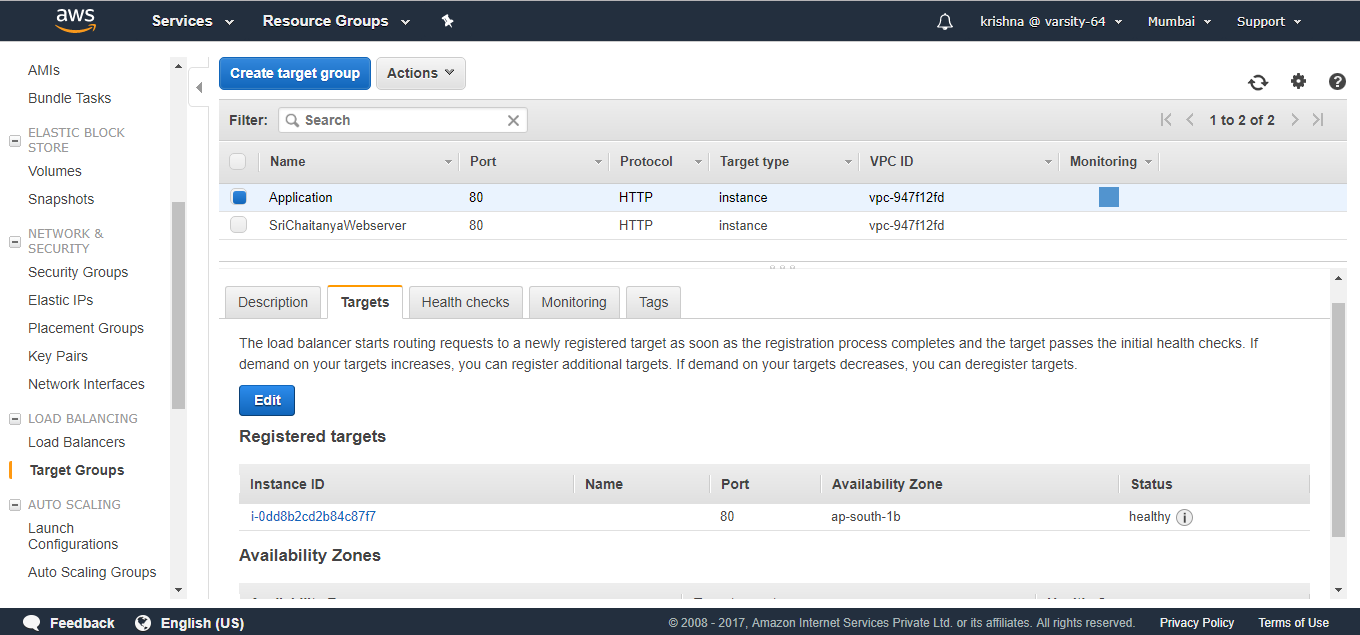 aws Services Resource Groups krishna @ varsity-64 Mumbai Support
AMIs
Bundle Tasks
ELASTIC BLOCK
STORE
Volumes
Snapshots
NETWORK &
SECURITY
Security Groups
Elastic IPs
Placement Groups
Key Pairs
Network Interfaces
LOAD BALANCING
Load Balancers
Target Groups
AUTO SCALING
Launch
Configurations
Auto Scaling Groups
Create target group Actions
Filter: Search 1 to 2 of 2
Name Port Protocol Target type VPC ID Monitoring
Application 80 HTTP instance vpc-947f12fd
SriChaitanyaWebserver 80 HTTP instance vpc-947f12fd
Description Targets Health checks Monitoring Tags
The load balancer starts routing requests to a newly registered target as soon as the registration process completes and the target passes the initial health checks. If
demand on your targets increases, you can register additional targets. If demand on your targets decreases, you can deregister targets.
Edit
Registered targets
Instance ID Name Port Availability Zone Status
i-0dd8b2cd2b84c87f7 80 ap-south-1b healthy
Availability Zones
Feedback English (US) © 2008 - 2017, Amazon Internet Services Private Ltd. or its affiliates. All rights reserved. Privacy Policy Terms of Use